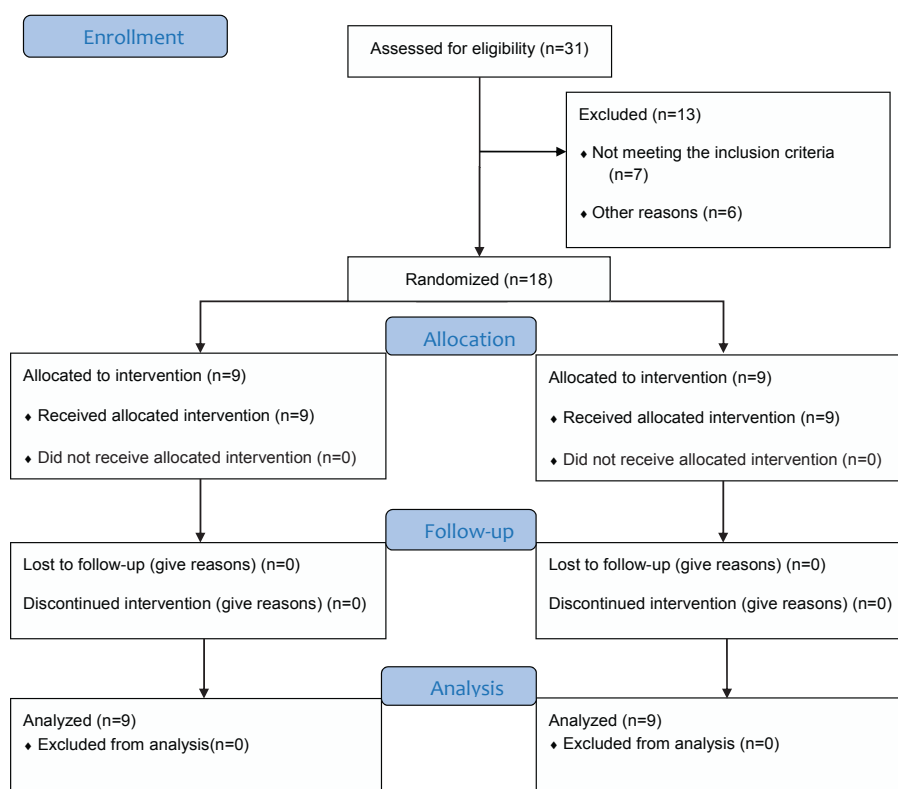 Enrollment
Assessed for eligibility (n=31)
Excluded (n=13)
♦ Not meeting the inclusion criteria
(n=7)
♦ Other reasons (n=6)
Randomized (n=18)
Allocation
Allocated to intervention (n=9)
♦ Received allocated intervention (n=9)
♦ Did not receive allocated intervention (n=0)
Allocated to intervention (n=9)
♦ Received allocated intervention (n=9)
♦ Did not receive allocated intervention (n=0)
Follow-up
Lost to follow-up (give reasons) (n=0)
Discontinued intervention (give reasons) (n=0)
Lost to follow-up (give reasons) (n=0)
Discontinued intervention (give reasons) (n=0)
Analysis
Analyzed (n=9)
♦ Excluded from analysis(n=0)
Analyzed (n=9)
♦ Excluded from analysis (n=0)